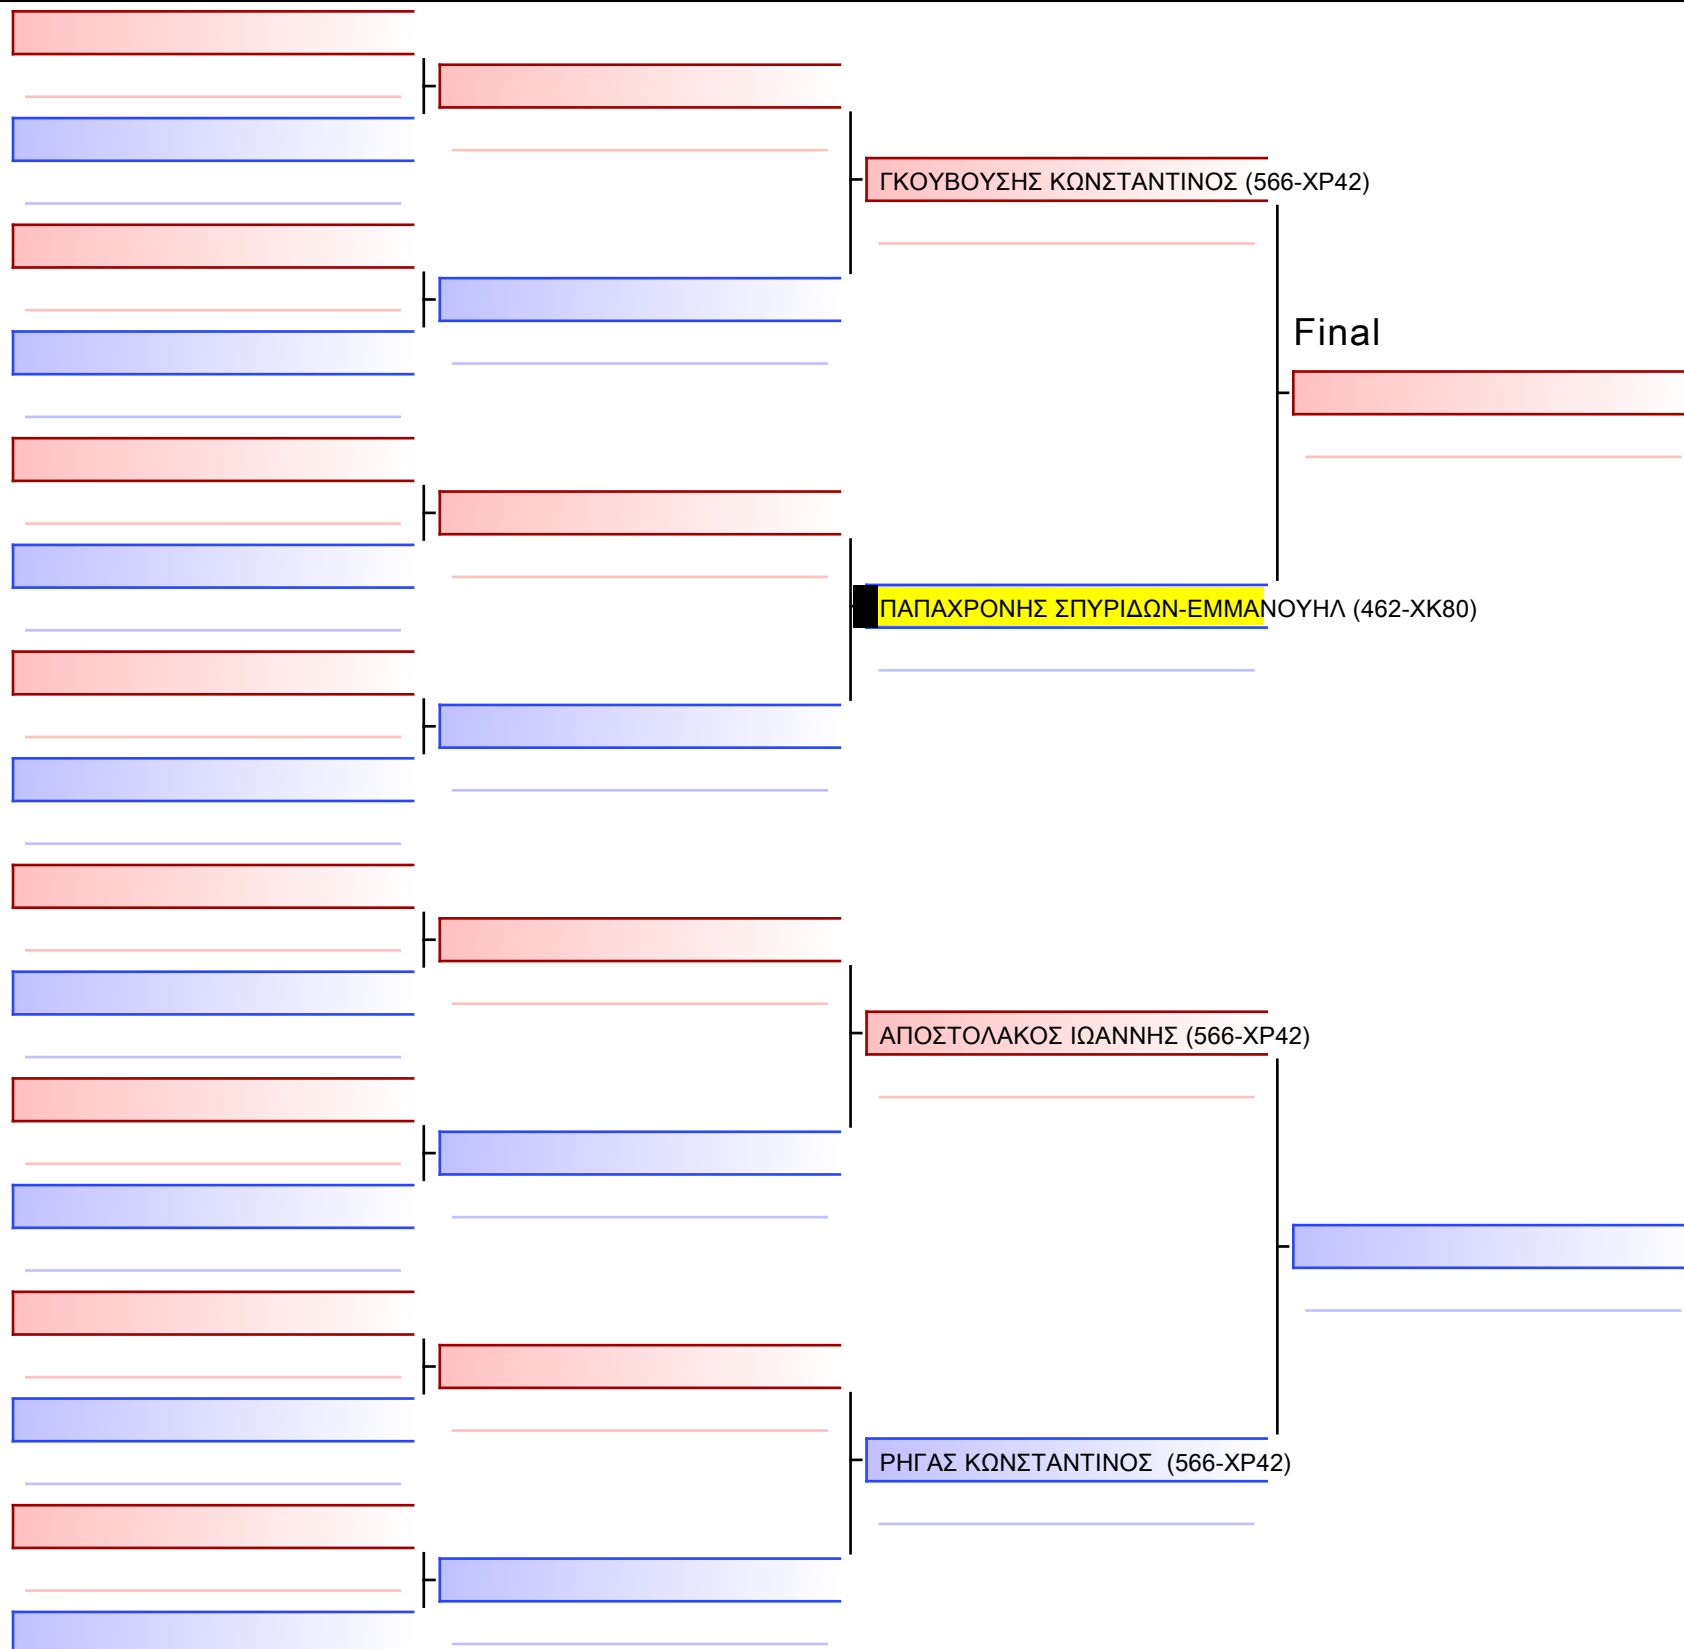 ΓΚΟΥΒΟΥΣΗΣ ΚΩΝΣΤΑΝΤΙΝΟΣ (566-ΧΡ42)
Final
ΠΑΠΑΧΡΟΝΗΣ ΣΠΥΡΙΔΩΝ-ΕΜΜΑΝΟΥΗΛ (462-ΧΚ80)
ΑΠΟΣΤΟΛΑΚΟΣ ΙΩΑΝΝΗΣ (566-ΧΡ42)
ΡΗΓΑΣ ΚΩΝΣΤΑΝΤΙΝΟΣ (566-ΧΡ42)